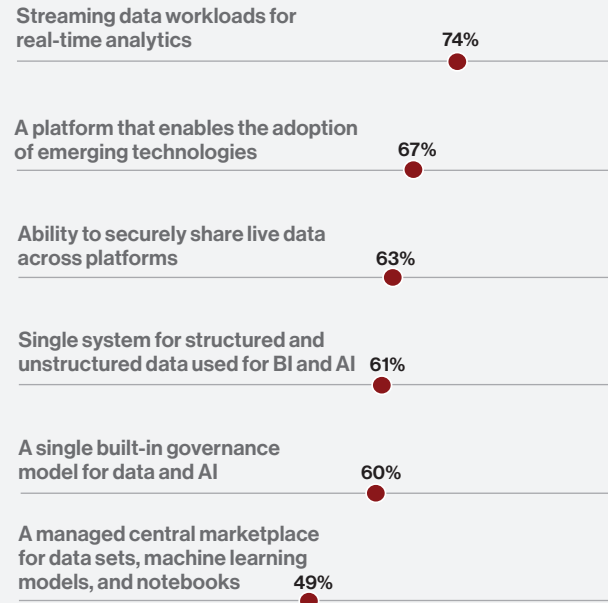 Streaming data workloads for
real-time analytics
74%
A platform that enables the adoption
of emerging technologies
67%
Ability to securely share live data
across platforms
63%
Single system for structured and
unstructured data used for BI and AI
61%
A single built-in governance
model for data and AI
60%
A managed central marketplace
for data sets, machine learning
models, and notebooks
49%